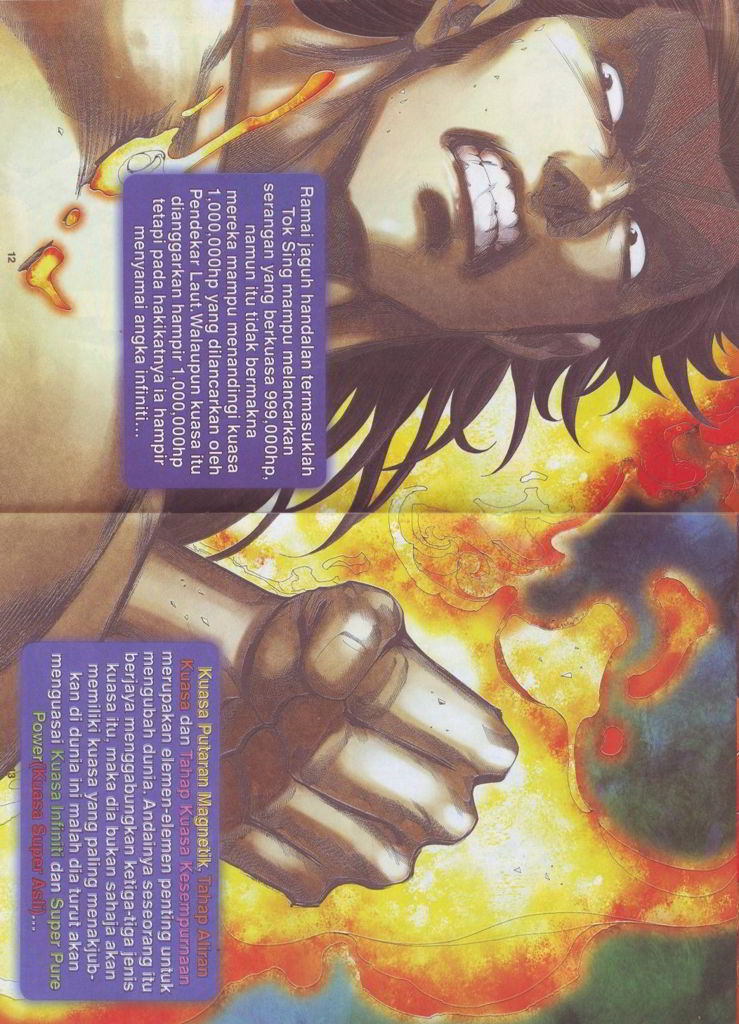 Ramai jaguh handalan termasuklah
Tok Sing mampu melancarkan
serangan yang berkuasa 999,000hp,
namun itu tidak bermakna
mereka mampu menandingi kuasa
1,000,000hp yang dilancarkan oleh
Pendekar Laut.Walaupun kuasa itu
dianggarkan hampir 1,000,000hp
tetapi pada hakikatnya ia hampir
menyamai angka infiniti...
12
Kuasa Putaran Magnetik, Tahap Aliran
Kuasa dan Tahap Kuasa Kesempurnaan
merupakan elemen-elemen penting untuk
mengubah dunia. Andainya seseorang itu
berjaya menggabungkan ketiga-tiga jenis
kuasa itu, maka dia bukan sahaja akan
memiliki kuasa yang paling menakjub-
kan di dunia ini malah dia turut akan
menguasai Kuasa Infiniti dan Super Pure
Power(Kuasa Super Asli)...
13